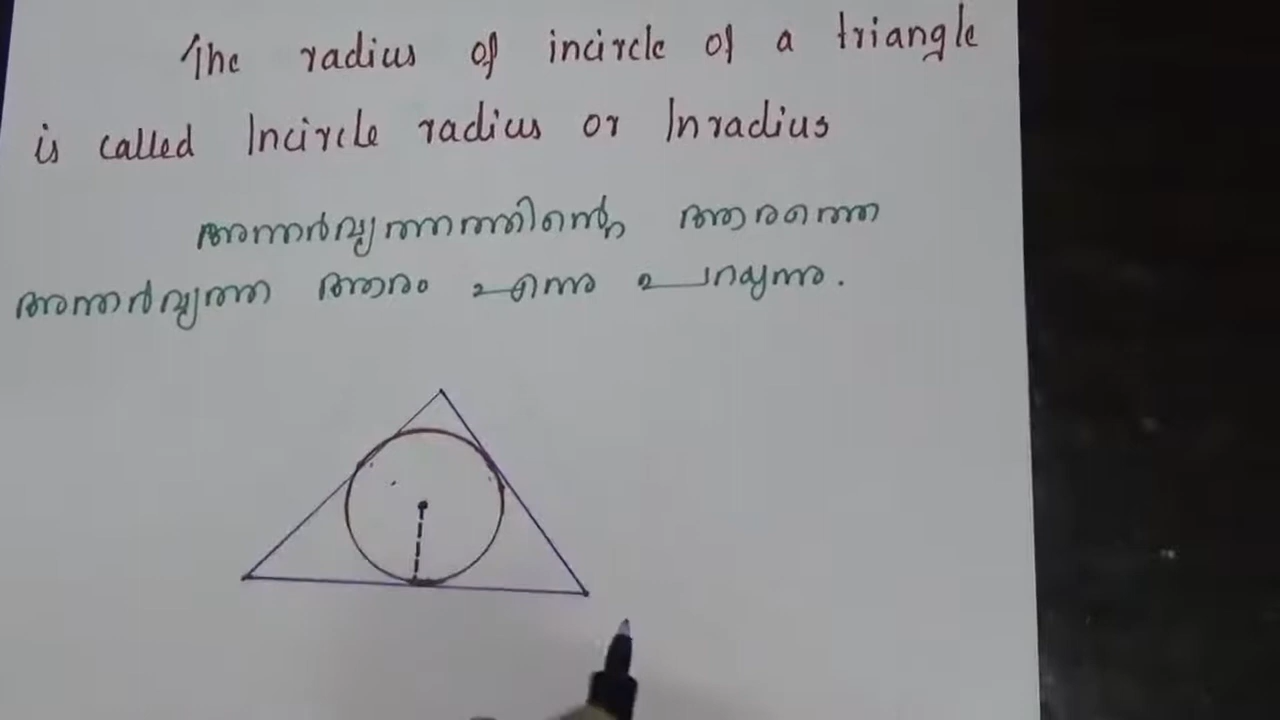 The radius of incircle of a triangle
is called Incircle radius or Inradius
അന്തർവൃത്തത്തിന്റെ ആരത്തെ
അന്തർവൃത്ത ആരം എന്നു പറയുന്നു.